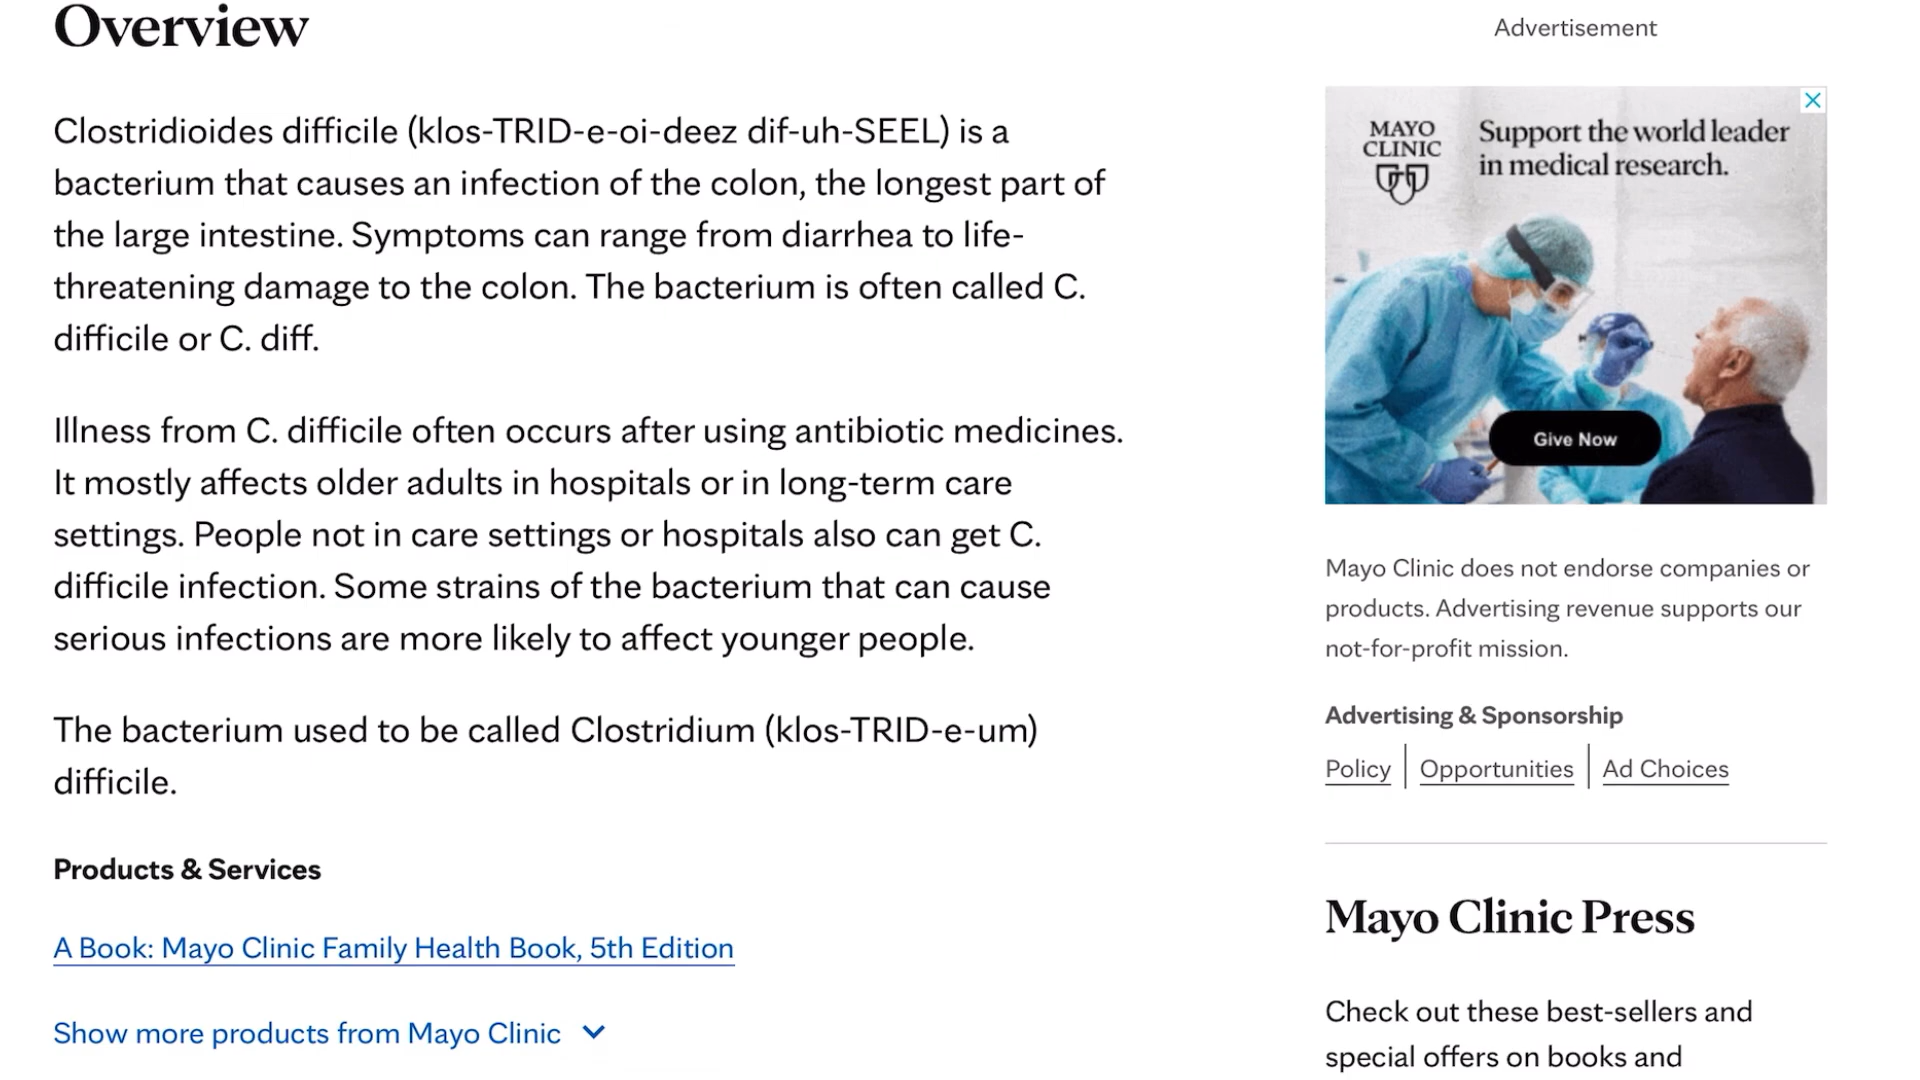 Overview
Clostridioides difficile (klos-TRID-e-oi-deez dif-uh-SEEL) is a
bacterium that causes an infection of the colon, the longest part of
the large intestine. Symptoms can range from diarrhea to life-
threatening damage to the colon. The bacterium is often called C.
difficile or C. diff.
Illness from C. difficile often occurs after using antibiotic medicines.
It mostly affects older adults in hospitals or in long-term care
settings. People not in care settings or hospitals also can get C.
difficile infection. Some strains of the bacterium that can cause
serious infections are more likely to affect younger people.
The bacterium used to be called Clostridium (klos-TRID-e-um)
difficile.
Products & Services
A Book: Mayo Clinic Family Health Book, 5th Edition
Show more products from Mayo Clinic
Advertisement
MAYO
CLINIC
Support the world leader
in medical research.
Give Now
Mayo Clinic does not endorse companies or
products. Advertising revenue supports our
not-for-profit mission.
Advertising & Sponsorship
Policy | Opportunities | Ad Choices
Mayo Clinic Press
Check out these best-sellers and
special offers on books and